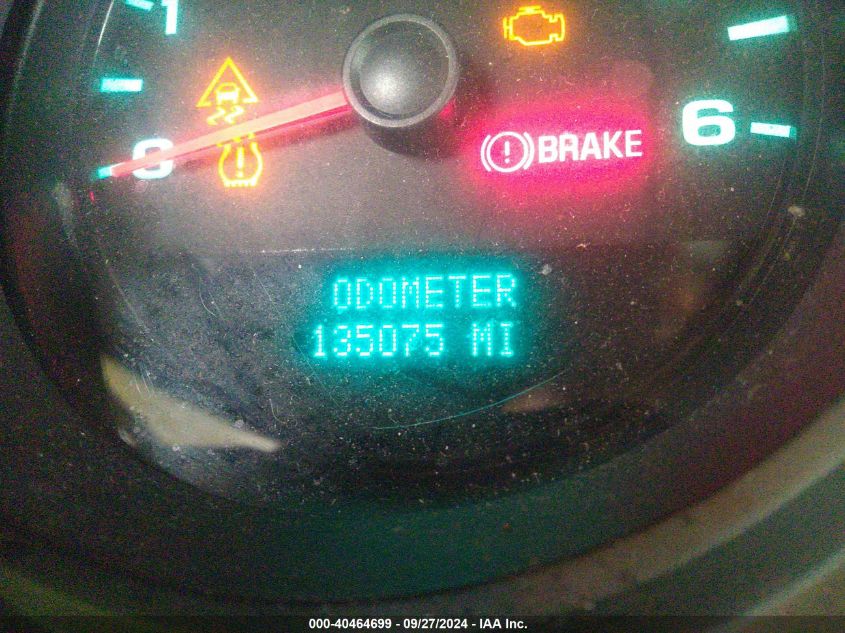 1
0
6
BRAKE
ODOMETER
135075 MI
000-40464699 - 09/27/2024 - IAA Inc.